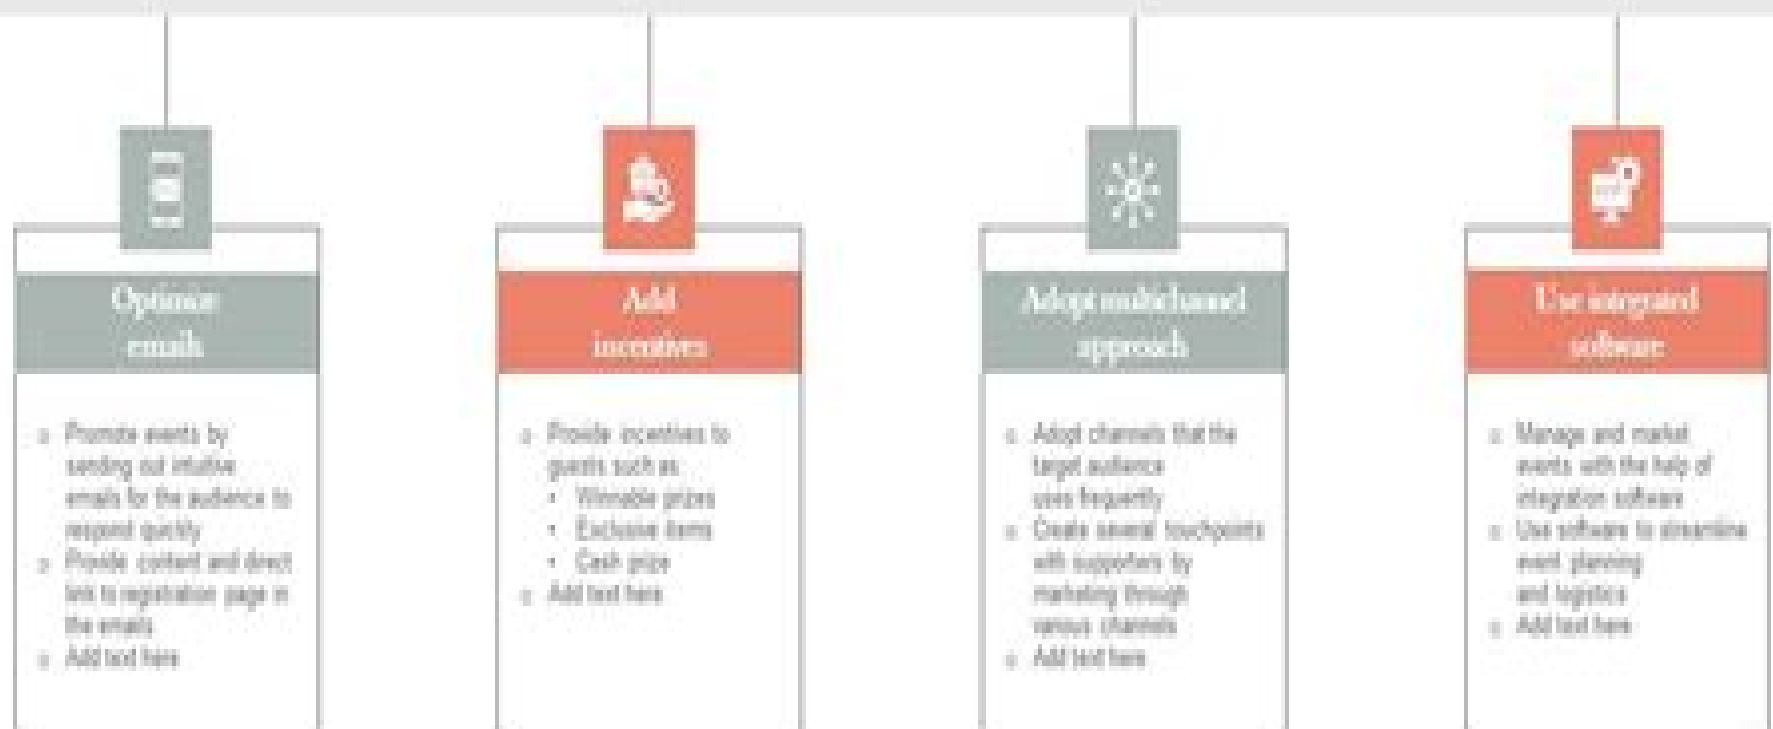 Optimize
emails
Promote events by
sending out intuitive
emails for the audience to
respond quickly
Provide content and direct
link to registration page in
the emails
Add text here
Add
incentives
Provide incentives to
guests such as
Winnable prizes
Exclusive items
Cash prize
Add text here
Adopt multichannel
approach
Adopt channels that the
target audience
uses frequently
Create several touchpoints
with supporters by
marketing through
various channels
Add text here
Use integrated
software
Manage and market
events with the help of
integration software
Use software to streamline
event planning
and logistics
Add text here